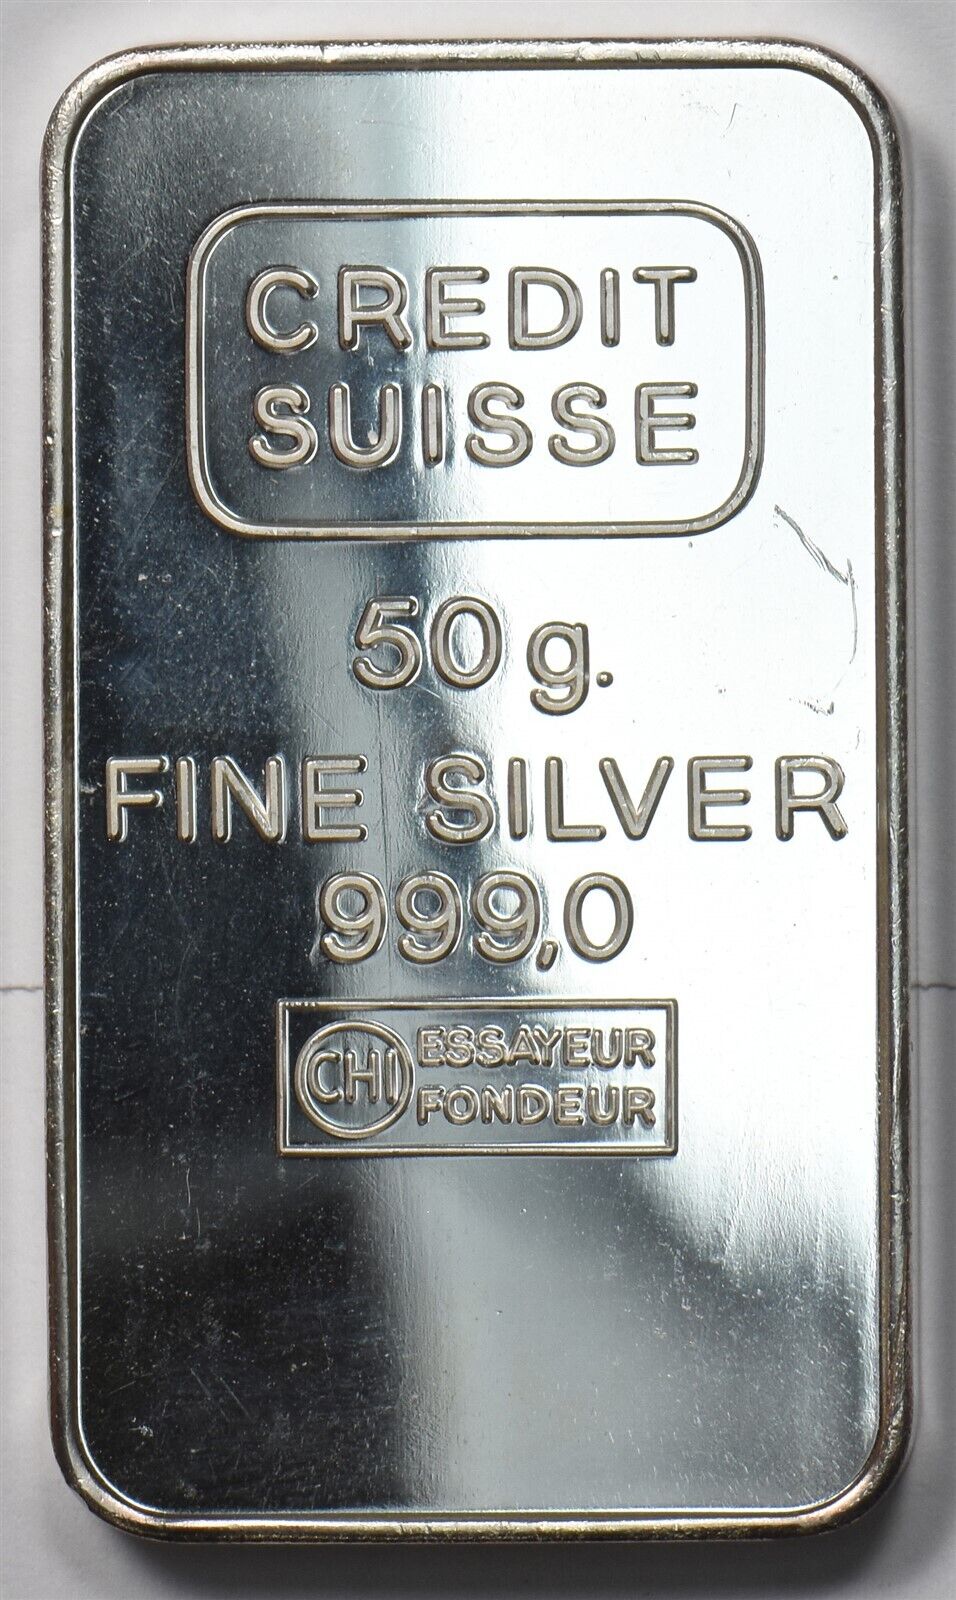 CREDIT
SUISSE
50 g.
FINE SILVER
999,0
CHI ESSAYEUR
FONDEUR